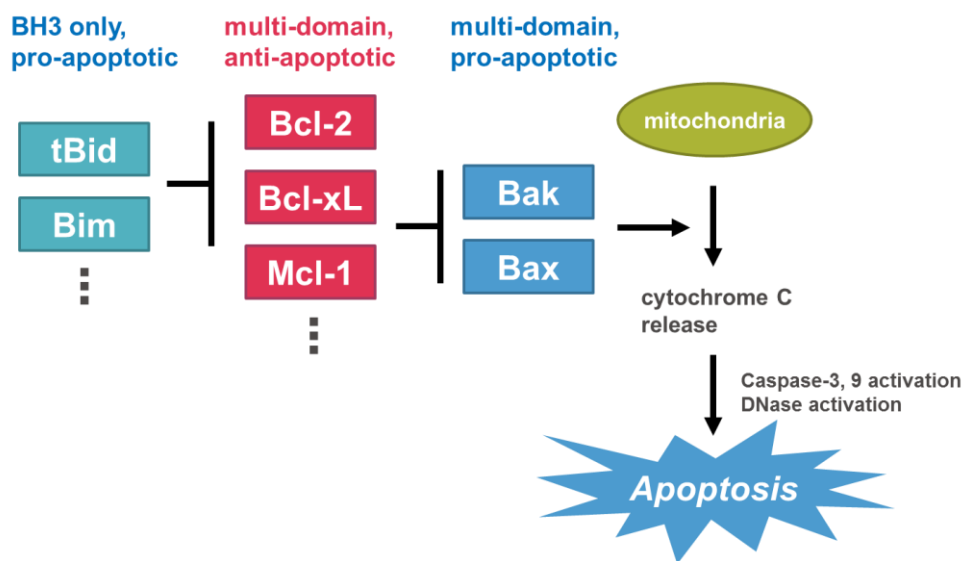 BH3 only,
pro-apoptotic
multi-domain,
anti-apoptotic
multi-domain,
pro-apoptotic
tBid
Bim
Bcl-2
Bcl-xL
Mcl-1
Bak
Bax
mitochondria
cytochrome C
release
Caspase-3, 9 activation
DNase activation
Apoptosis